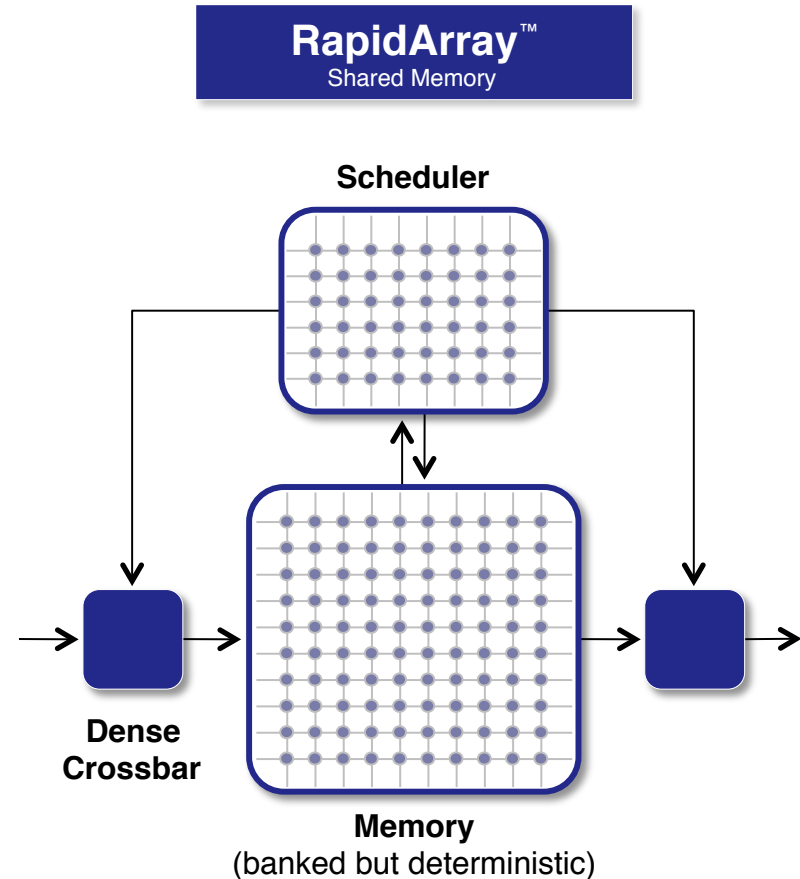 RapidArray™
Shared Memory
Scheduler
Dense
Crossbar
Memory
(banked but deterministic)